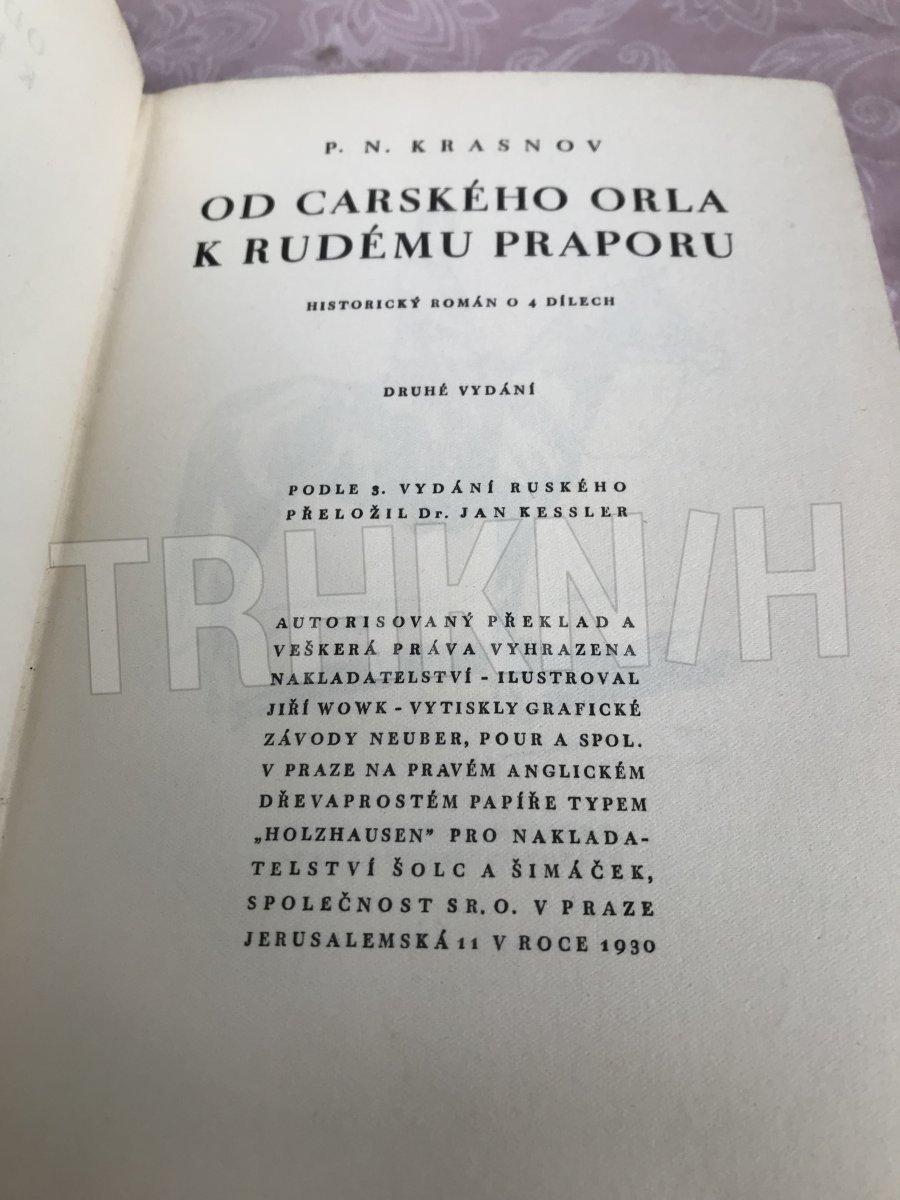 P. N. KRASNOV
OD CARSKÉHO ORLA
K RUDÉMU PRAPORU
HISTORICKÝ ROMÁN O 4 DÍLECH
DRUHÉ VYDÁNÍ
PODLE 3. VYDÁNÍ RUSKÉHO
PŘELOŽIL Dr. JAN KESSLER
TRHKNIH
AUTORISOVANÝ PŘEKLAD A
VEŠKERÁ PRÁVA VYHRAZENA
NAKLADATELSTVÍ - ILUSTROVAL
JIŘÍ WOWK - VYTISKLY GRAFICKÉ
ZÁVODY NEUBER, POUR A SPOL.
V PRAZE NA PRAVÉM ANGLICKÉM
DŘEVAPROSTÉM PAPÍŘE TYPEM
„HOLZHAUSEN” PRO NAKLADA-
TELSTVÍ ŠOLC A ŠIMÁČEK,
SPOLEČNOST SR. O. V PRAZE
JERUSALEMSKÁ 11 V ROCE 1930